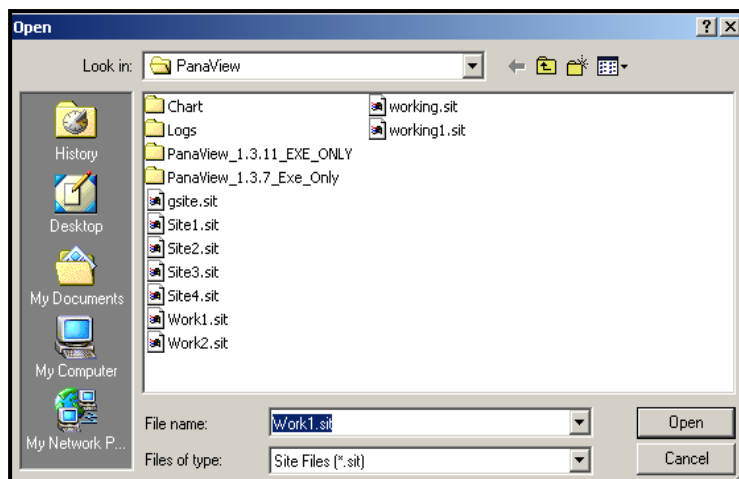 Open
Look in: PanaView
History
Desktop
My Documents
My Computer
My Network P...
Chart
Logs
PanaView_1.3.11_EXE_ONLY
PanaView_1.3.7_Exe_Only
gsite.sit
Site1.sit
Site2.sit
Site3.sit
Site4.sit
Work1.sit
Work2.sit
working.sit
working1.sit
File name: Work1.sit Open
Files of type: Site Files (*.sit) Cancel